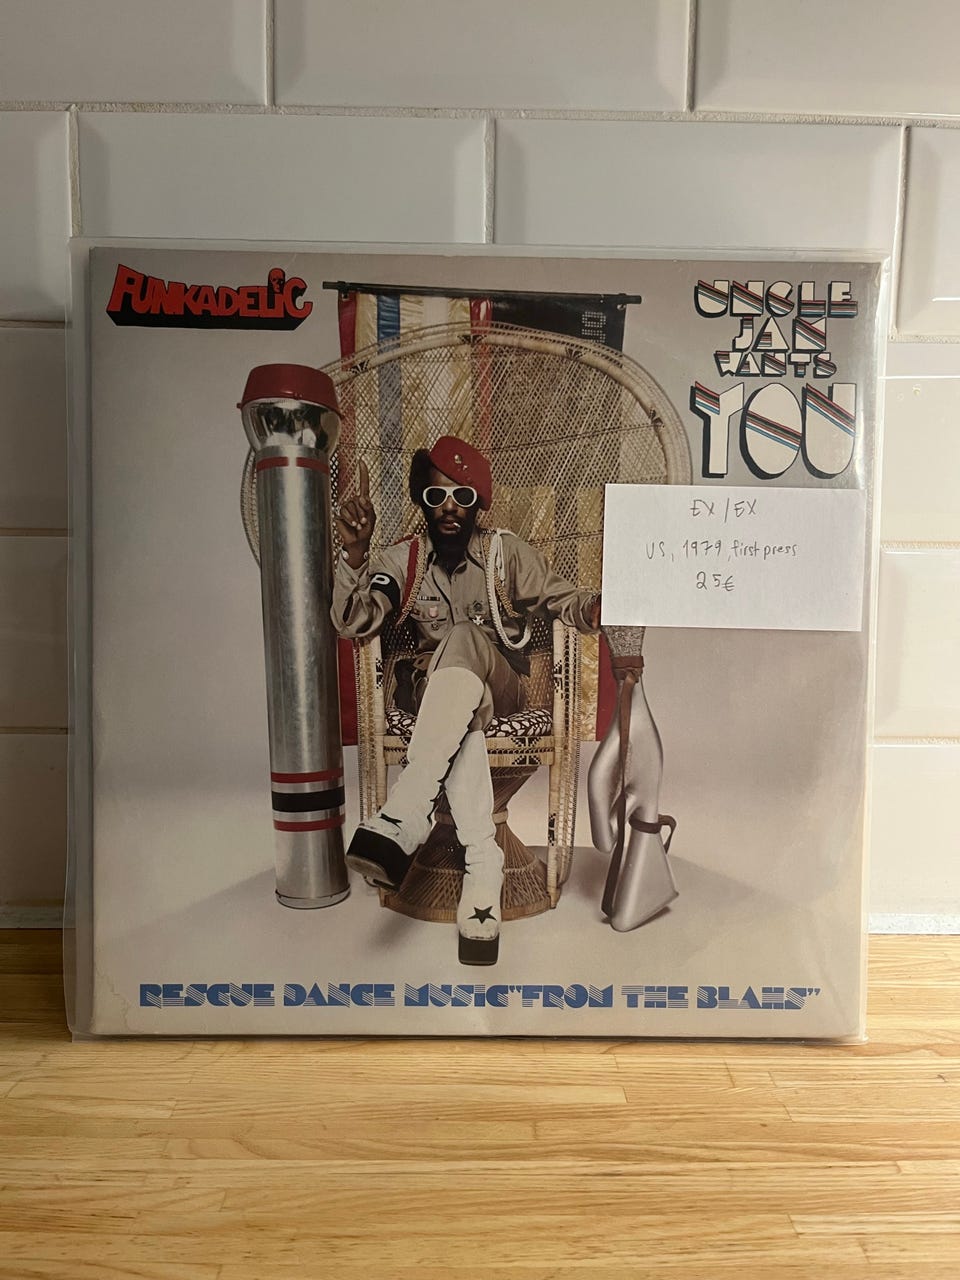 FUNKADELIC
UNCLE
JAM
WANTS
YOU
EX/EX
US, 1979, first press
25€
P
RESCUE DANCE MUSIC "FROM THE BLAHS"